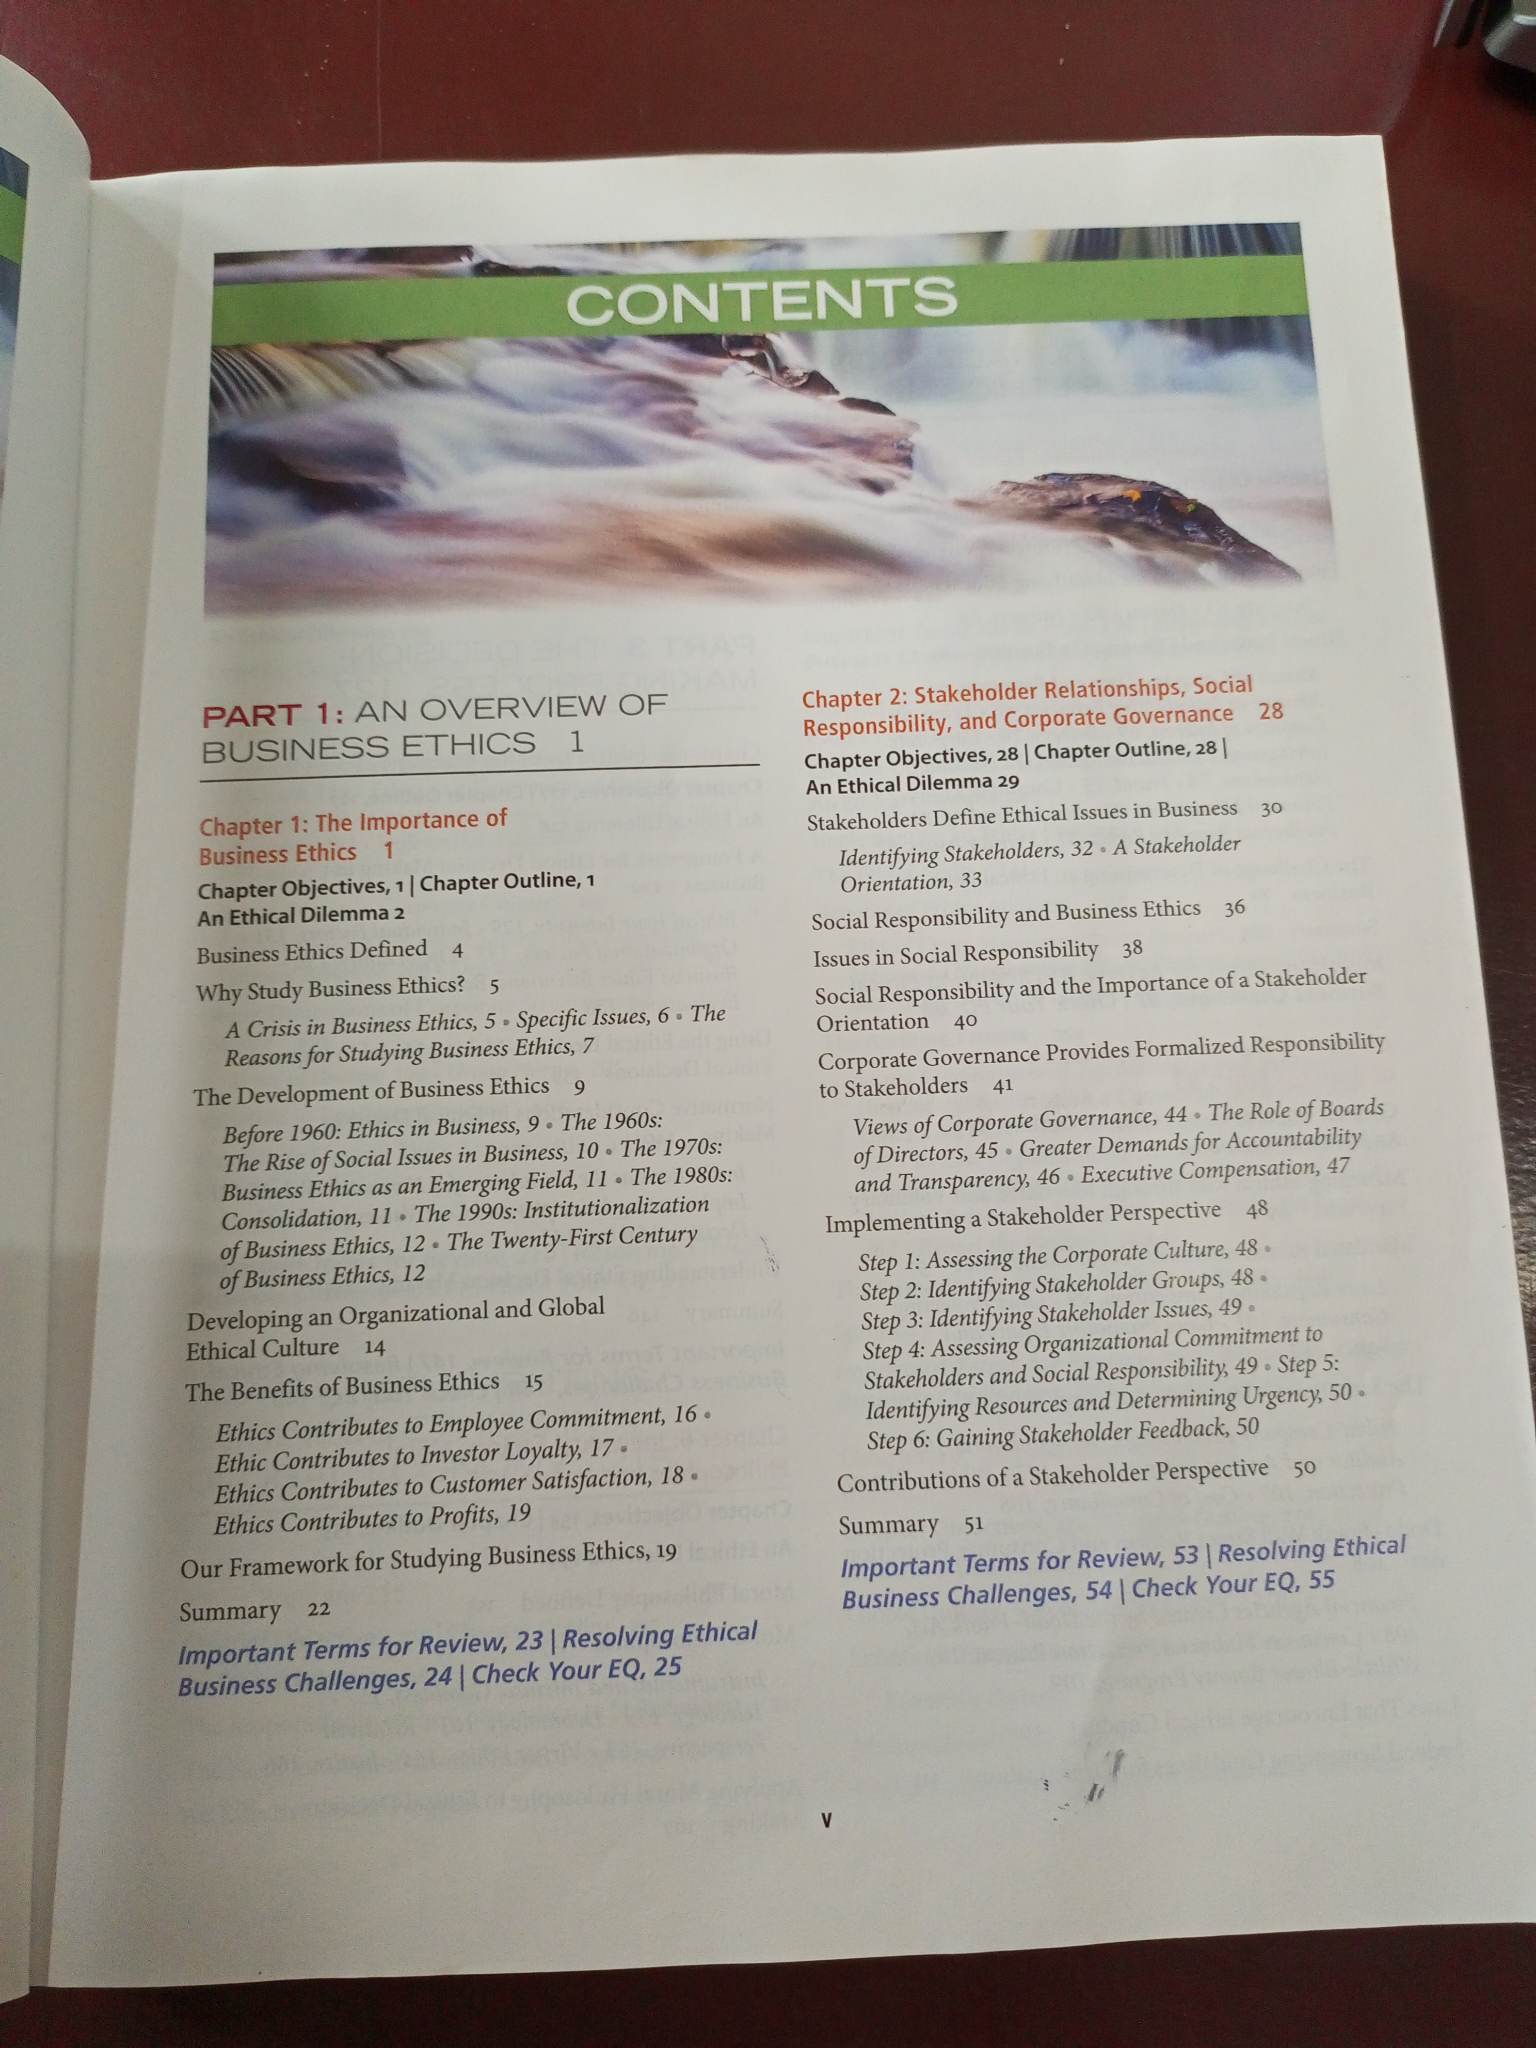 CONTENTS
PART 1: AN OVERVIEW OF
BUSINESS ETHICS 1
Chapter 1: The Importance of
Business Ethics 1
Chapter Objectives, 1 | Chapter Outline, 1
An Ethical Dilemma 2
Business Ethics Defined 4
Why Study Business Ethics? 5
A Crisis in Business Ethics, 5 • Specific Issues, 6 • The
Reasons for Studying Business Ethics, 7
The Development of Business Ethics 9
Before 1960: Ethics in Business, 9 • The 1960s:
The Rise of Social Issues in Business, 10 • The 1970s:
Business Ethics as an Emerging Field, 11 • The 1980s:
Consolidation, 11 • The 1990s: Institutionalization
of Business Ethics, 12 • The Twenty-First Century
of Business Ethics, 12
Developing an Organizational and Global
Ethical Culture 14
The Benefits of Business Ethics 15
Ethics Contributes to Employee Commitment, 16 •
Ethic Contributes to Investor Loyalty, 17 •
Ethics Contributes to Customer Satisfaction, 18 •
Ethics Contributes to Profits, 19
Our Framework for Studying Business Ethics, 19
Summary 22
Important Terms for Review, 23 | Resolving Ethical
Business Challenges, 24 | Check Your EQ, 25
Chapter 2: Stakeholder Relationships, Social
Responsibility, and Corporate Governance 28
Chapter Objectives, 28 | Chapter Outline, 28 |
An Ethical Dilemma 29
Stakeholders Define Ethical Issues in Business 30
Identifying Stakeholders, 32 • A Stakeholder
Orientation, 33
Social Responsibility and Business Ethics 36
Issues in Social Responsibility 38
Social Responsibility and the Importance of a Stakeholder
Orientation 40
Corporate Governance Provides Formalized Responsibility
to Stakeholders 41
Views of Corporate Governance, 44 • The Role of Boards
of Directors, 45 • Greater Demands for Accountability
and Transparency, 46 • Executive Compensation, 47
Implementing a Stakeholder Perspective 48
Step 1: Assessing the Corporate Culture, 48 •
Step 2: Identifying Stakeholder Groups, 48 •
Step 3: Identifying Stakeholder Issues, 49 •
Step 4: Assessing Organizational Commitment to
Stakeholders and Social Responsibility, 49 • Step 5:
Identifying Resources and Determining Urgency, 50 •
Step 6: Gaining Stakeholder Feedback, 50
Contributions of a Stakeholder Perspective 50
Summary 51
Important Terms for Review, 53 | Resolving Ethical
Business Challenges, 54 | Check Your EQ, 55
v